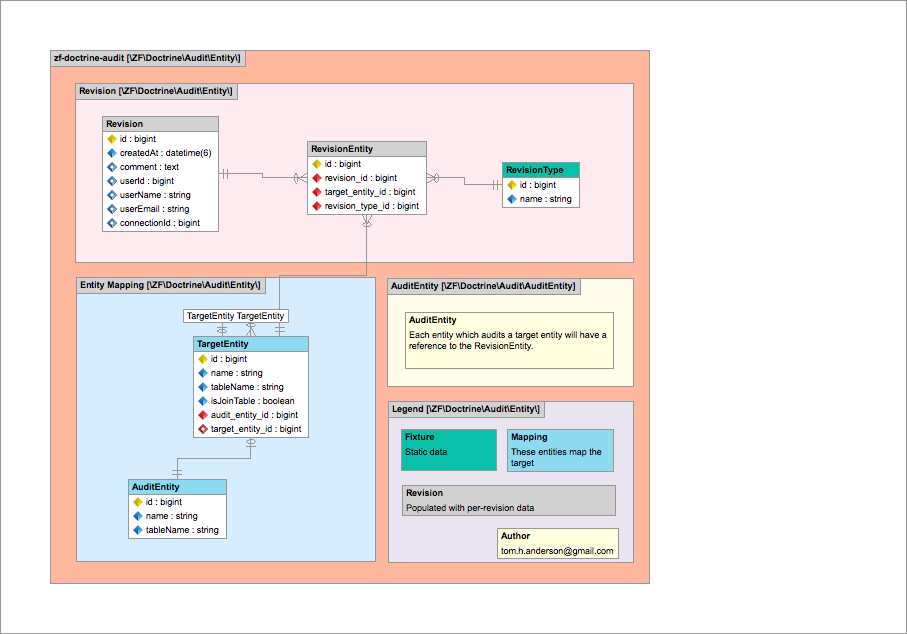 zf-doctrine-audit [\ZF\Doctrine\Audit\Entity\]
Revision [\ZF\Doctrine\Audit\Entity\]
Revision
id : bigint
createdAt : datetime(6)
comment : text
userId : bigint
userName : string
userEmail : string
connectionId : bigint
RevisionEntity
id : bigint
revision_id : bigint
target_entity_id : bigint
revision_type_id : bigint
RevisionType
id : bigint
name : string
Entity Mapping [\ZF\Doctrine\Audit\Entity\]
TargetEntity TargetEntity
TargetEntity
id : bigint
name : string
tableName : string
isJoinTable : boolean
audit_entity_id : bigint
target_entity_id : bigint
AuditEntity
id : bigint
name : string
tableName : string
AuditEntity [\ZF\Doctrine\Audit\AuditEntity]
AuditEntity
Each entity which audits a target entity will have a
reference to the RevisionEntity.
Legend [\ZF\Doctrine\Audit\Entity\]
Fixture
Static data
Mapping
These entities map the
target
Revision
Populated with per-revision data
Author
tom.h.anderson@gmail.com